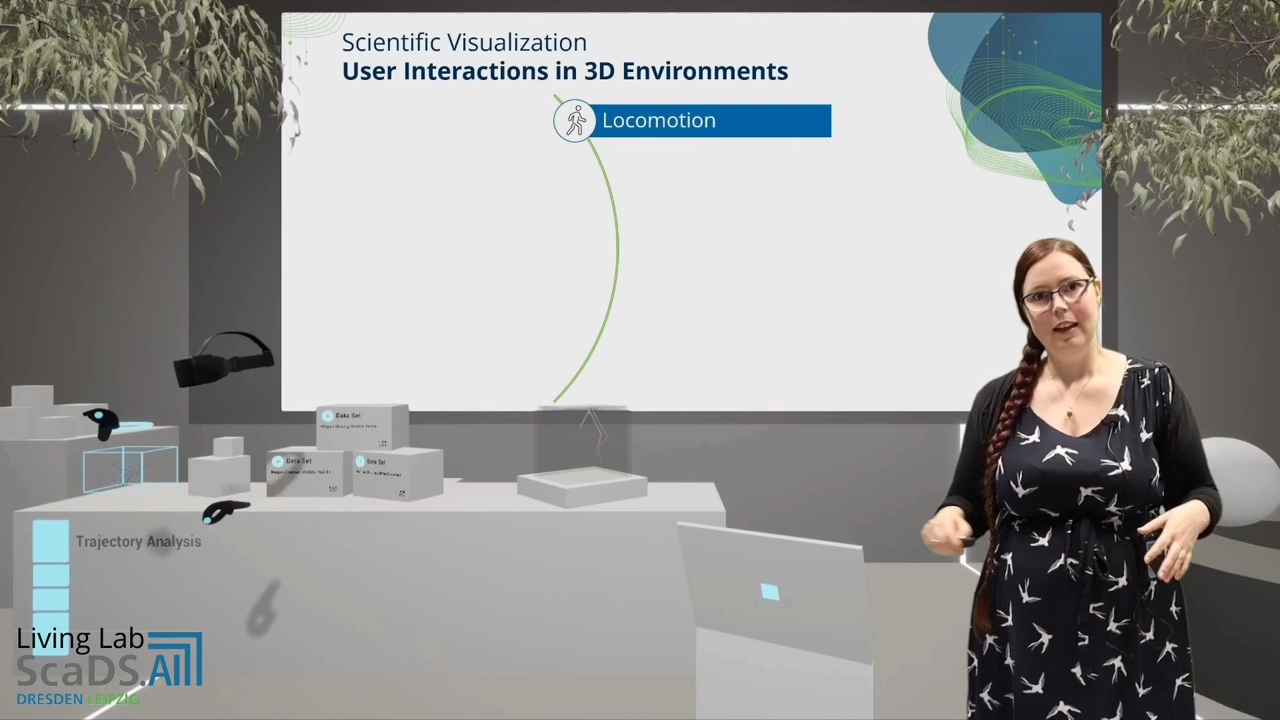 Scientific Visualization
User Interactions in 3D Environments
Locomotion
Data Set
Data Set
Data Set
Trajectory Analysis
Living Lab
ScaDS.AI
DRESDEN LEIPZIG